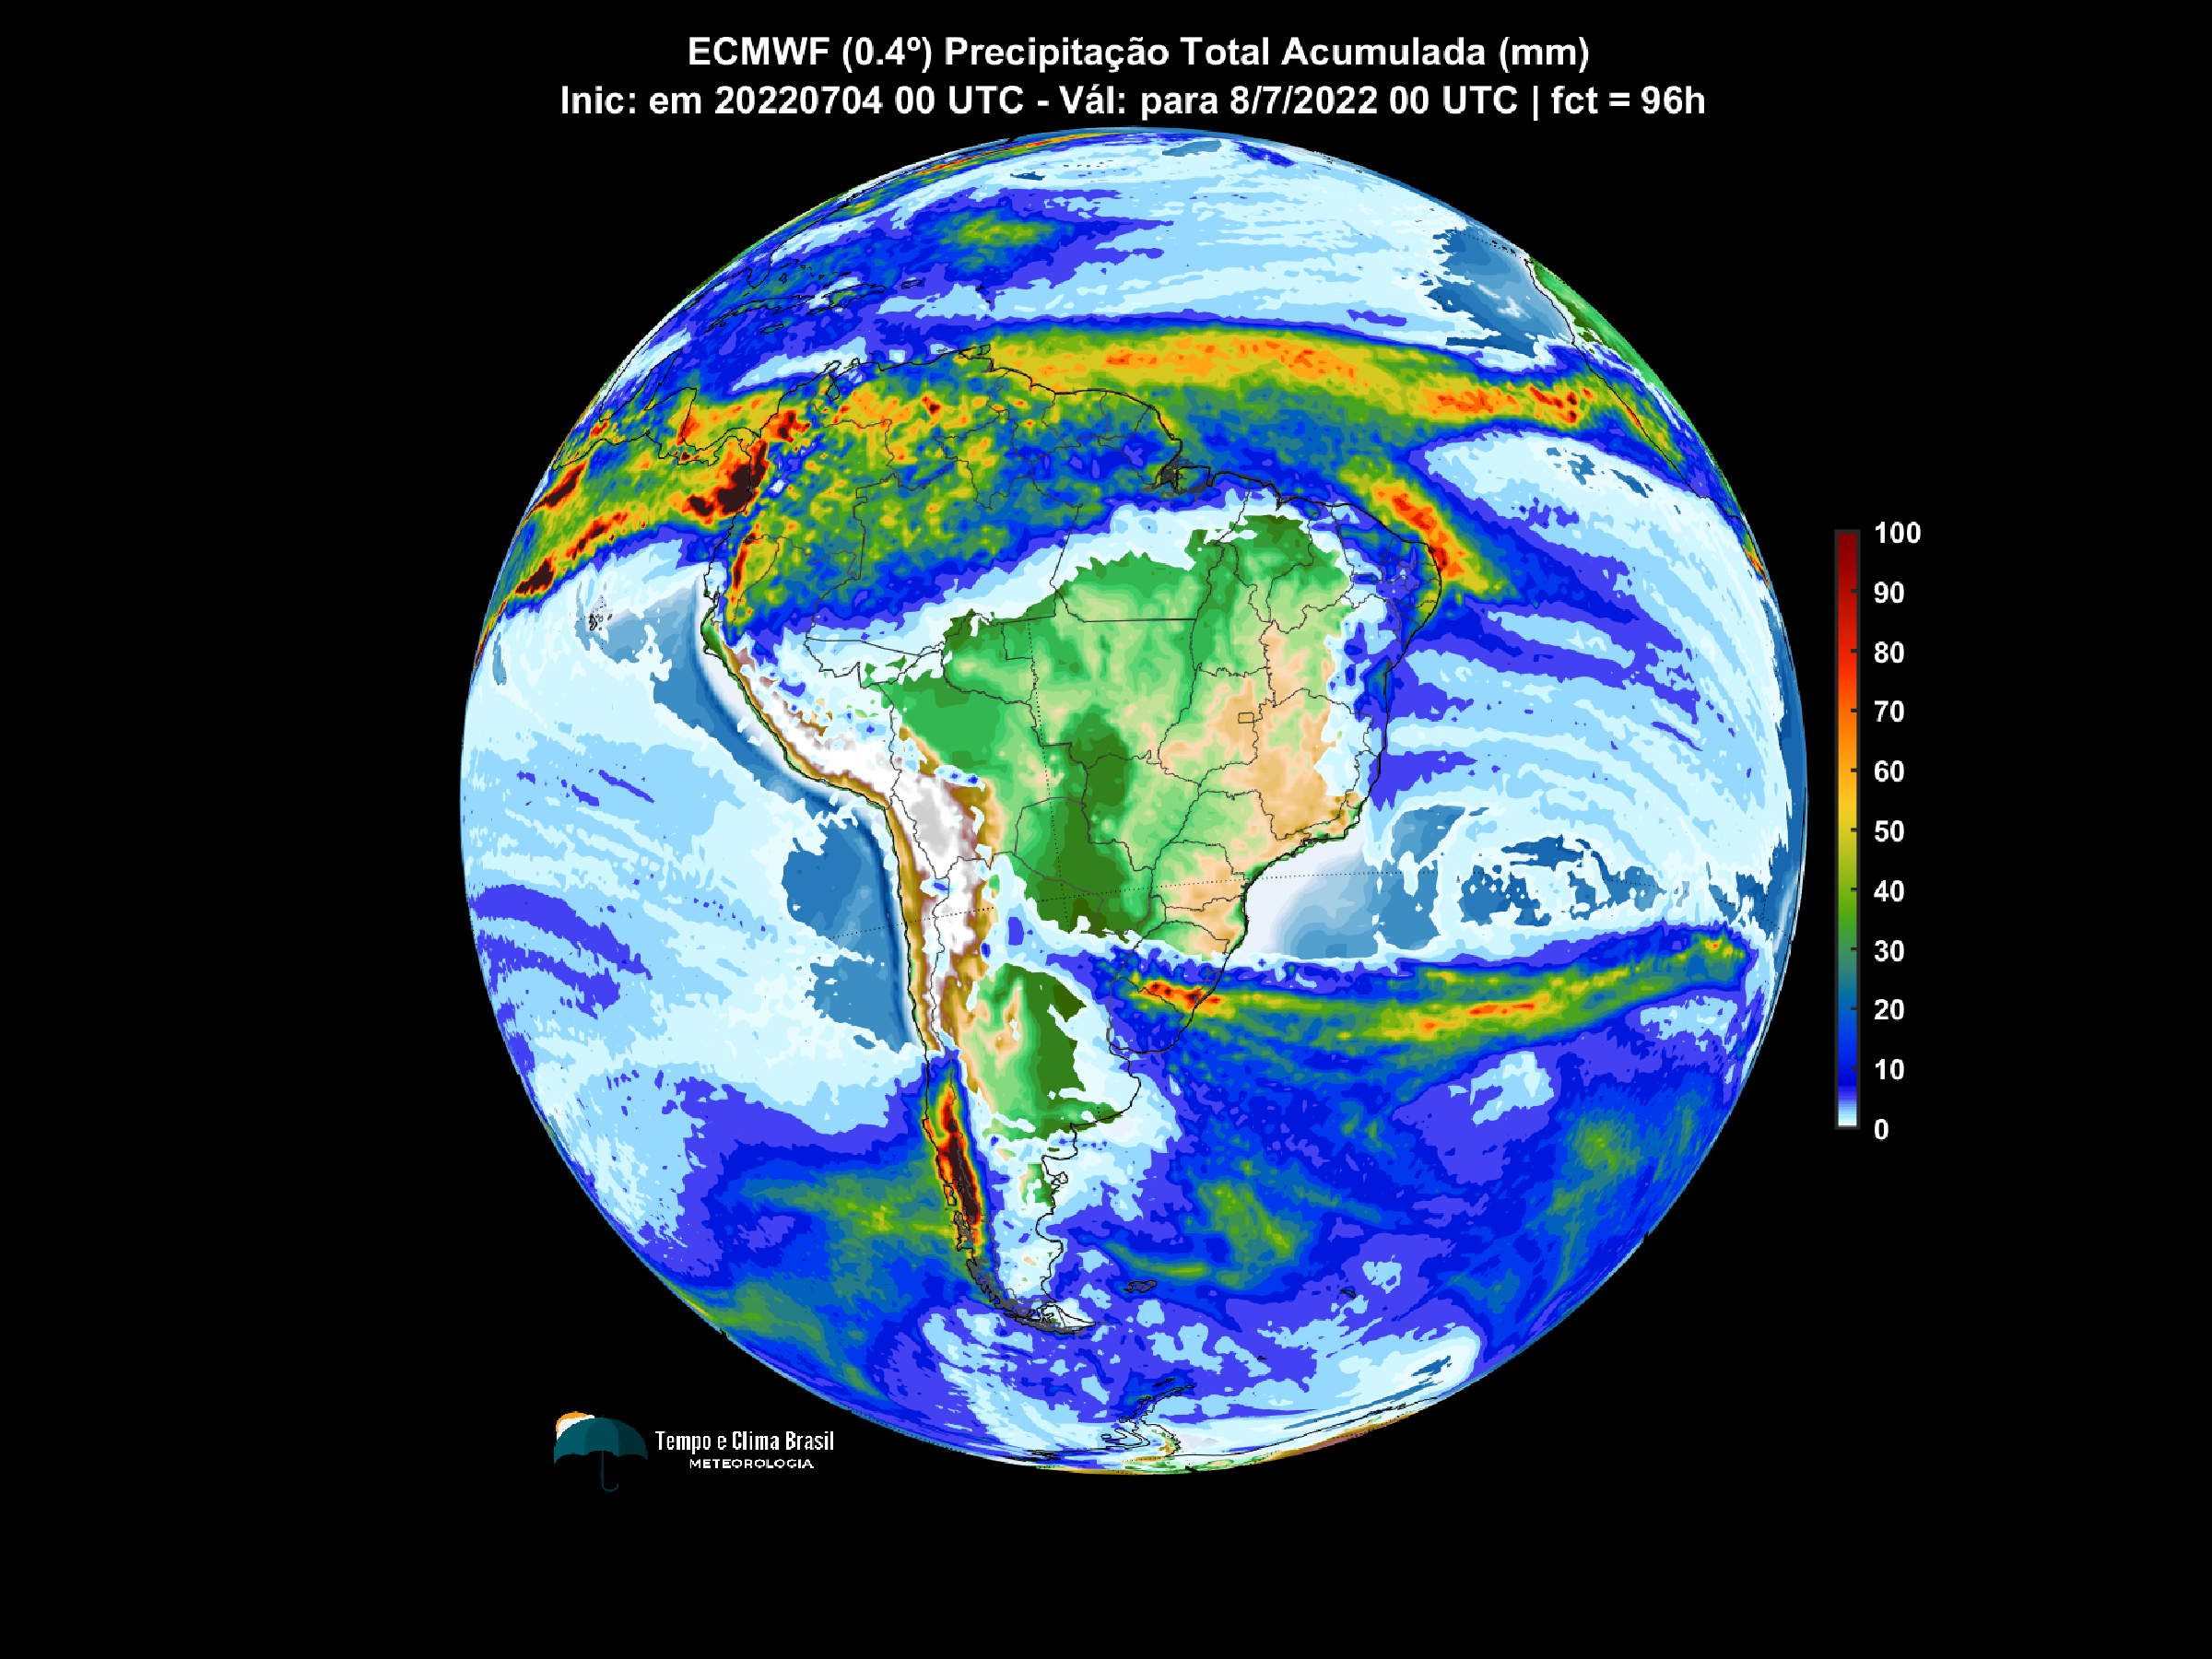 ECMWF (0.4º) Precipitação Total Acumulada (mm)
Inic: em 20220704 00 UTC - Vál: para 8/7/2022 00 UTC | fct = 96h
100
90
80
70
60
50
40
30
20
10
0
Tempo e Clima Brasil
METEOROLOGIA